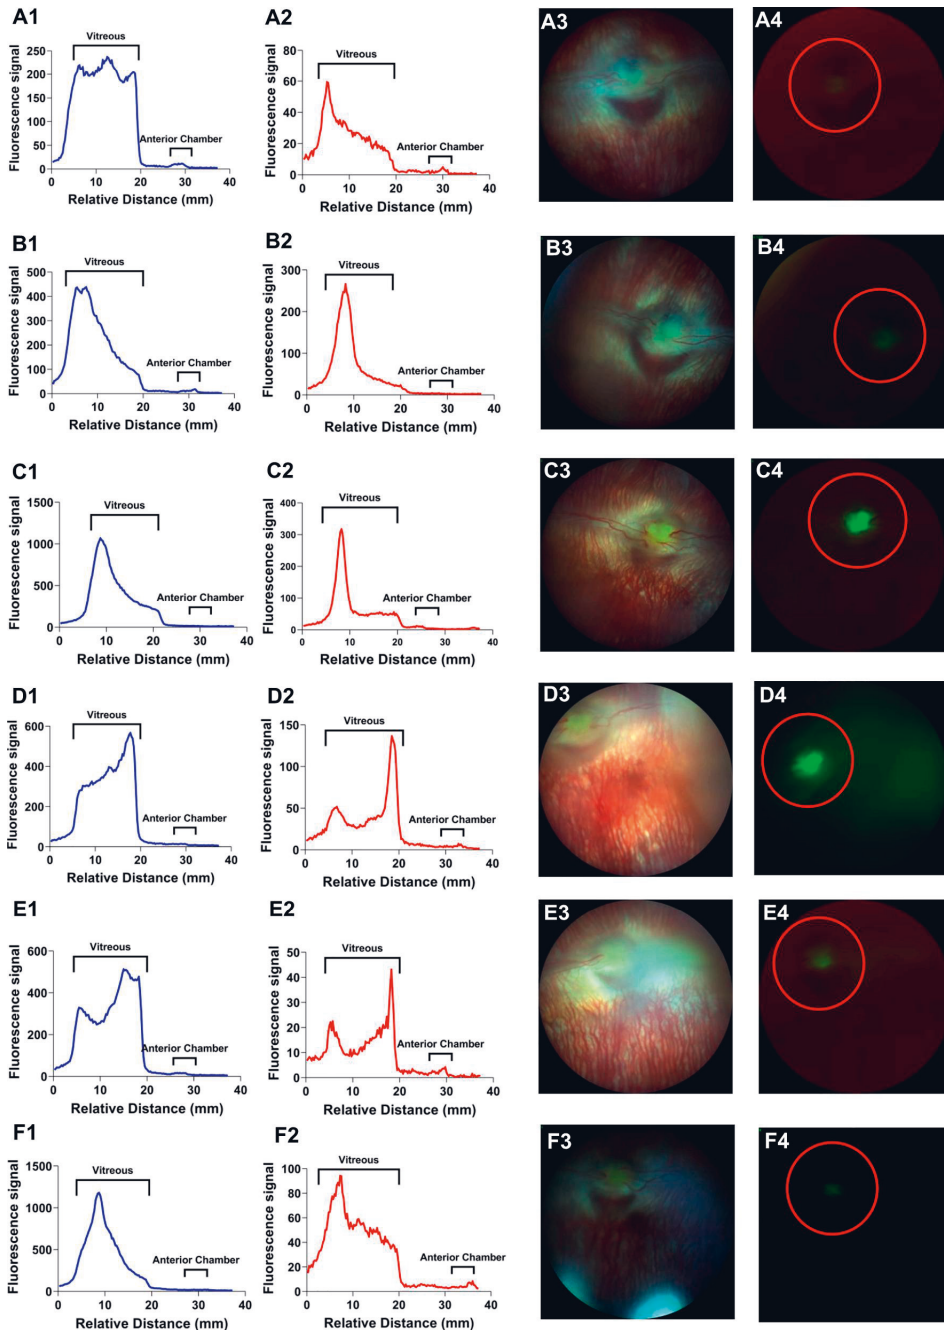 A1
Vitreous
Fluorescence signal
250
200
150
100
50
0
Anterior Chamber
0 10 20 30 40
Relative Distance (mm)
A2
Vitreous
Fluorescence signal
80
60
40
20
0
Anterior Chamber
0 10 20 30 40
Relative Distance (mm)
A3
A4
B1
Vitreous
Fluorescence signal
500
400
300
200
100
0
Anterior Chamber
0 10 20 30 40
Relative Distance (mm)
B2
Vitreous
Fluorescence signal
300
200
100
0
Anterior Chamber
0 10 20 30 40
Relative Distance (mm)
B3
B4
C1
Vitreous
Fluorescence signal
1500
1000
500
0
Anterior Chamber
0 10 20 30 40
Relative Distance (mm)
C2
Vitreous
Fluorescence signal
400
300
200
100
50
0
Anterior Chamber
0 10 20 30 40
Relative Distance (mm)
C3
C4
D1
Vitreous
Fluorescence signal
600
400
200
0
Anterior Chamber
0 10 20 30 40
Relative Distance (mm)
D2
Vitreous
Fluorescence signal
150
100
50
0
Anterior Chamber
0 10 20 30 40
Relative Distance (mm)
D3
D4
E1
Vitreous
Fluorescence signal
600
400
200
0
Anterior Chamber
0 10 20 30 40
Relative Distance (mm)
E2
Vitreous
Fluorescence signal
50
40
30
20
10
0
Anterior Chamber
0 10 20 30 40
Relative Distance (mm)
E3
E4
F1
Vitreous
Fluorescence signal
1500
1000
500
0
Anterior Chamber
0 10 20 30 40
Relative Distance (mm)
F2
Vitreous
Fluorescence signal
100
80
60
40
20
0
Anterior Chamber
0 10 20 30 40
Relative Distance (mm)
F3
F4